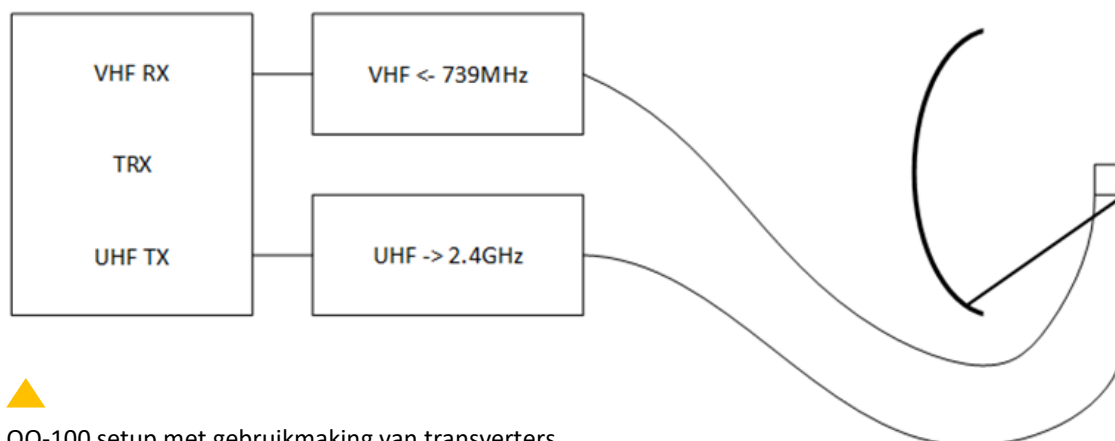 VHF RX
VHF <- 739MHz
TRX
UHF TX
UHF -> 2.4GHz
QO-100 setup met gebruikmaking van transverters